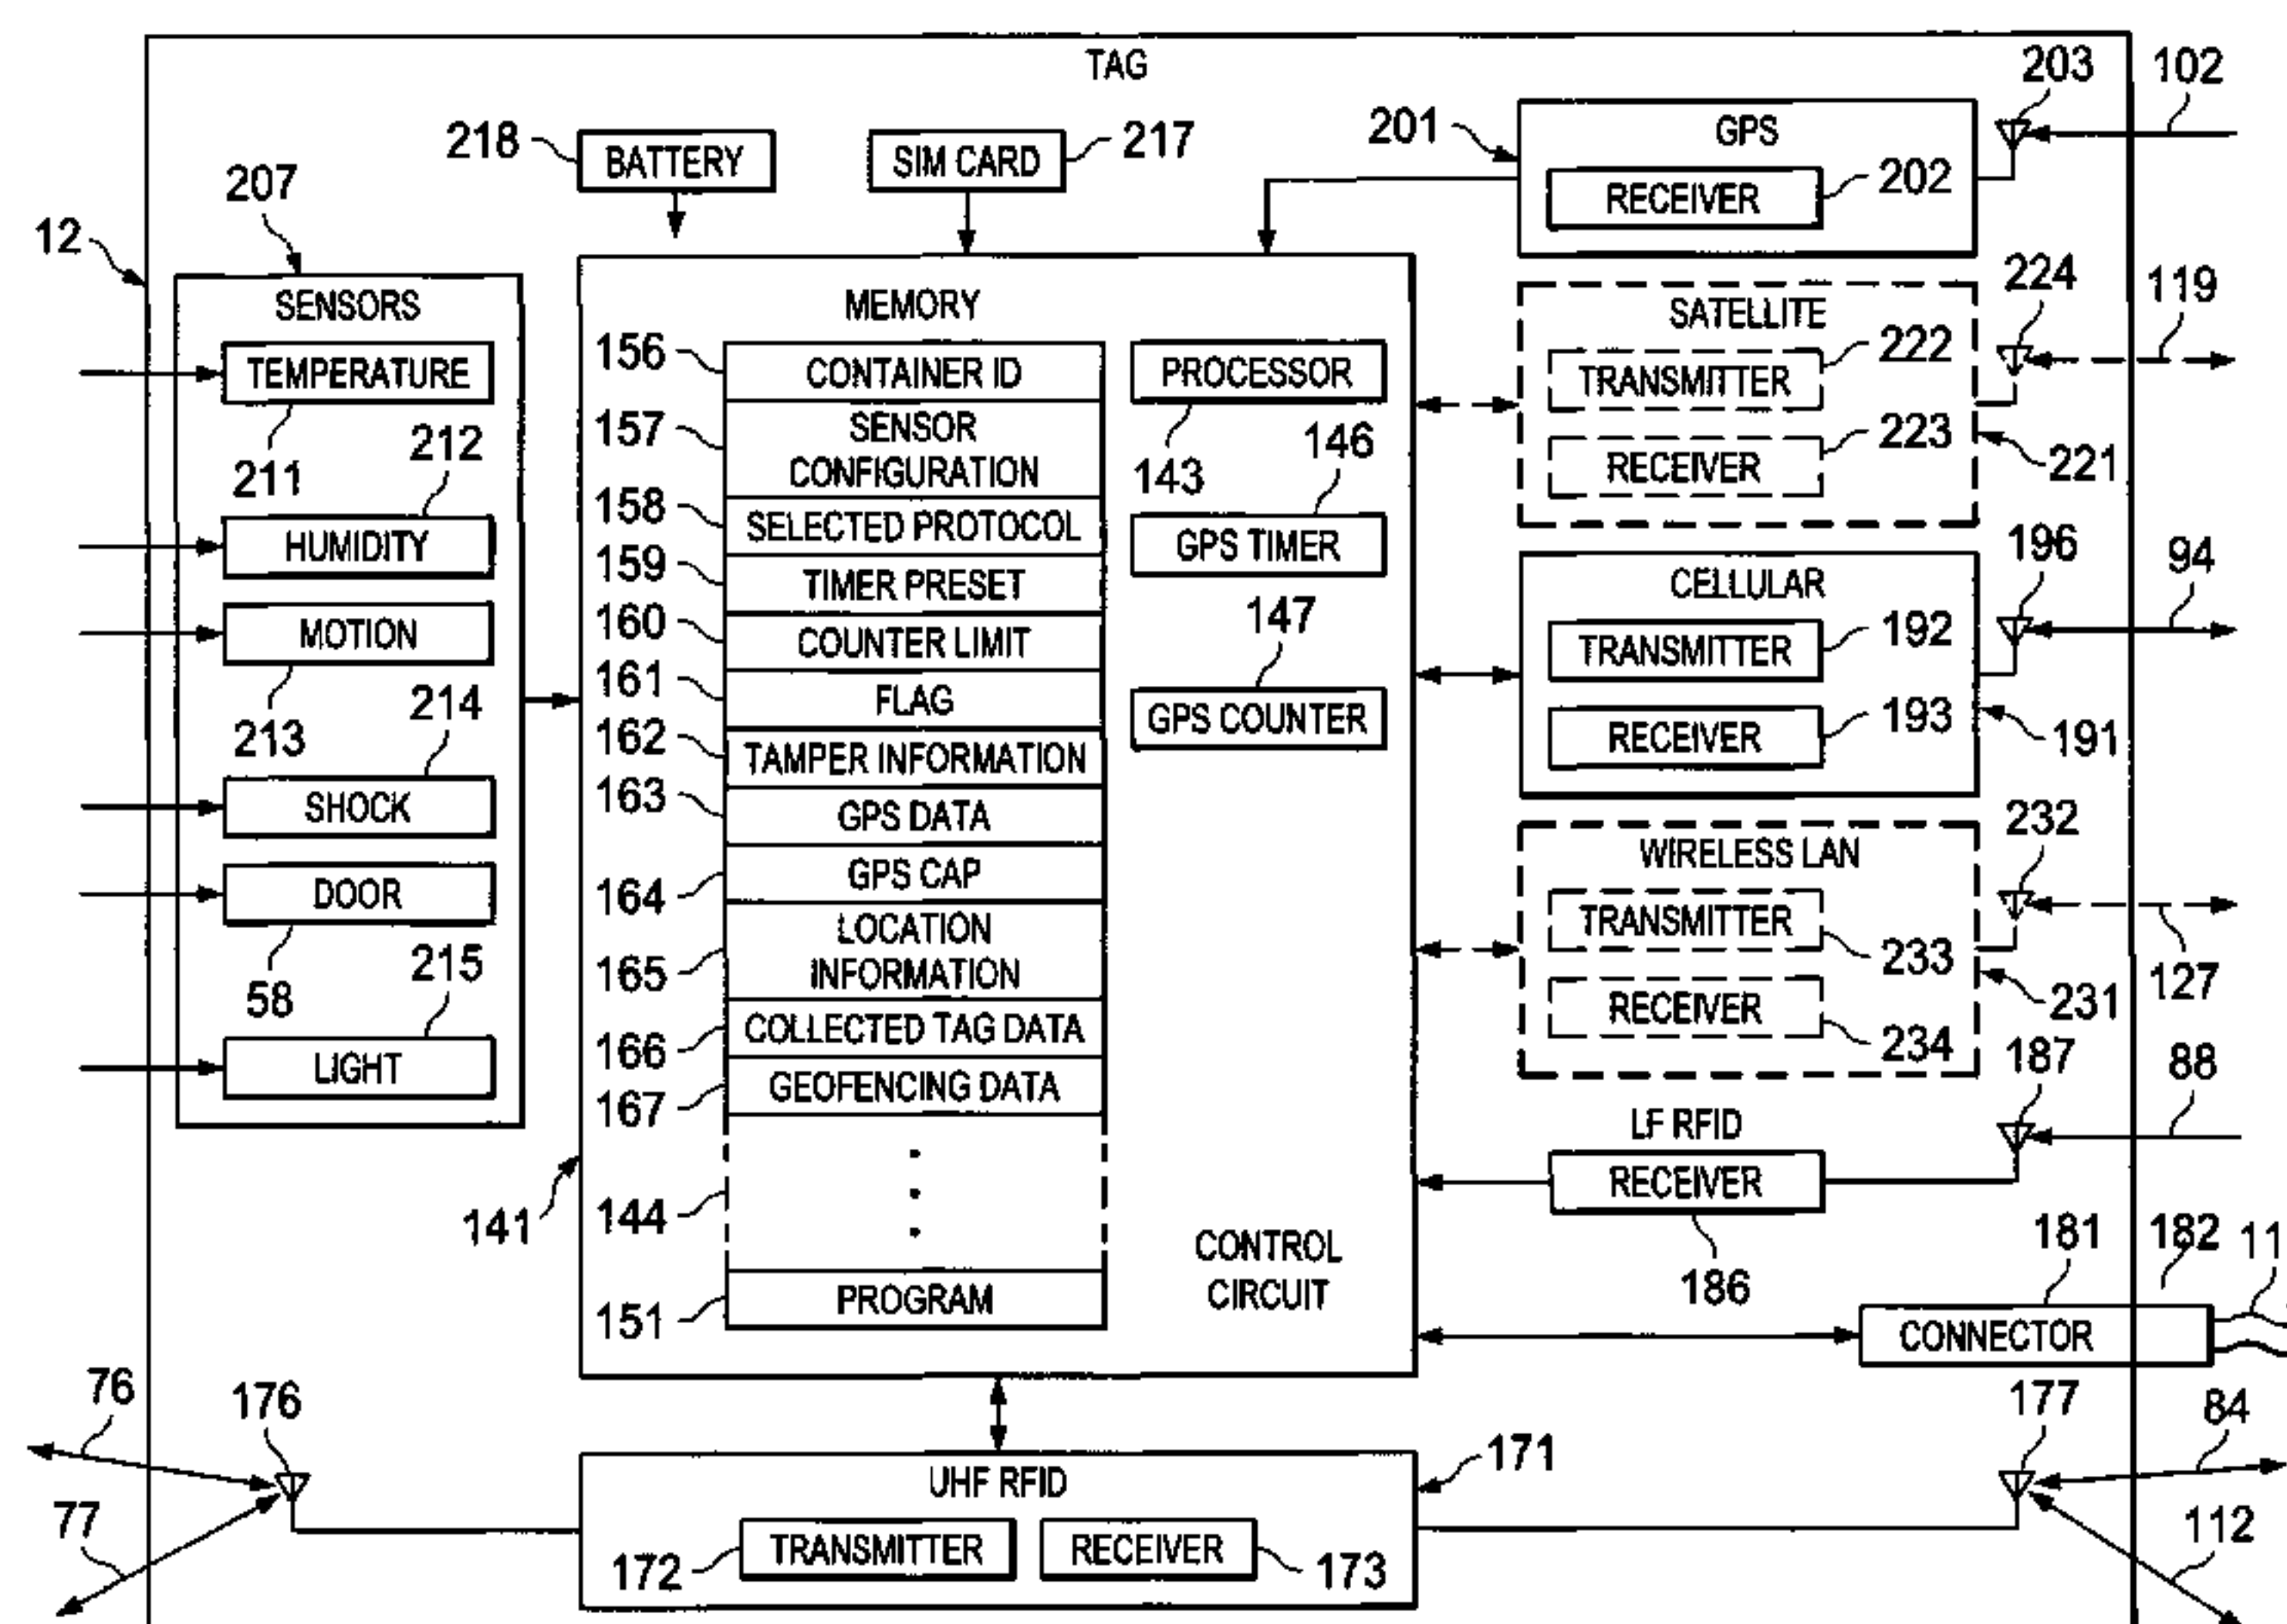 TAG
203
102
218
BATTERY
SIM CARD
217
201
GPS
RECEIVER
202
207
12
SENSORS
TEMPERATURE
211
212
HUMIDITY
MOTION
213
214
SHOCK
DOOR
58
215
LIGHT
MEMORY
156
CONTAINER ID
157
SENSOR
CONFIGURATION
158
SELECTED PROTOCOL
159
TIMER PRESET
160
COUNTER LIMIT
161
FLAG
162
TAMPER INFORMATION
163
GPS DATA
164
GPS CAP
165
LOCATION
INFORMATION
166
COLLECTED TAG DATA
167
GEOFENCING DATA
144
151
PROGRAM
141
PROCESSOR
143
146
GPS TIMER
147
GPS COUNTER
CONTROL
CIRCUIT
224
119
SATELLITE
222
TRANSMITTER
223
RECEIVER
221
196
94
CELLULAR
TRANSMITTER
192
RECEIVER
193
191
232
WIRELESS LAN
TRANSMITTER
233
127
RECEIVER
234
231
187
88
LF RFID
RECEIVER
186
181
182
11
CONNECTOR
76
176
77
UHF RFID
171
172
TRANSMITTER
RECEIVER
173
177
84
112